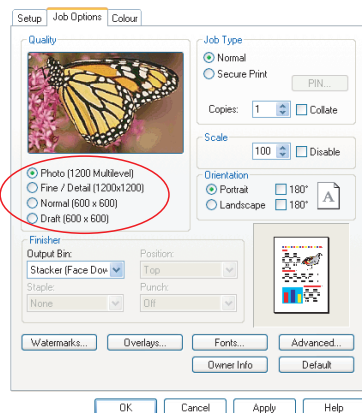 Setup Job Options Colour
Quality
Photo (1200 Multilevel)
Fine / Detail (1200x1200)
Normal (600 x 600)
Draft (600 x 600)
Job Type
Normal
Secure Print
PIN...
Copies: 1 Collate
Scale
100 Disable
Orientation
Portrait 180°
Landscape 180°
A
Finisher
Output Bin: Position:
Stacker (Face Dow Top
Staple: Punch:
None Off
Watermarks... Overlays... Fonts... Advanced...
Owner Info Default
OK Cancel Apply Help